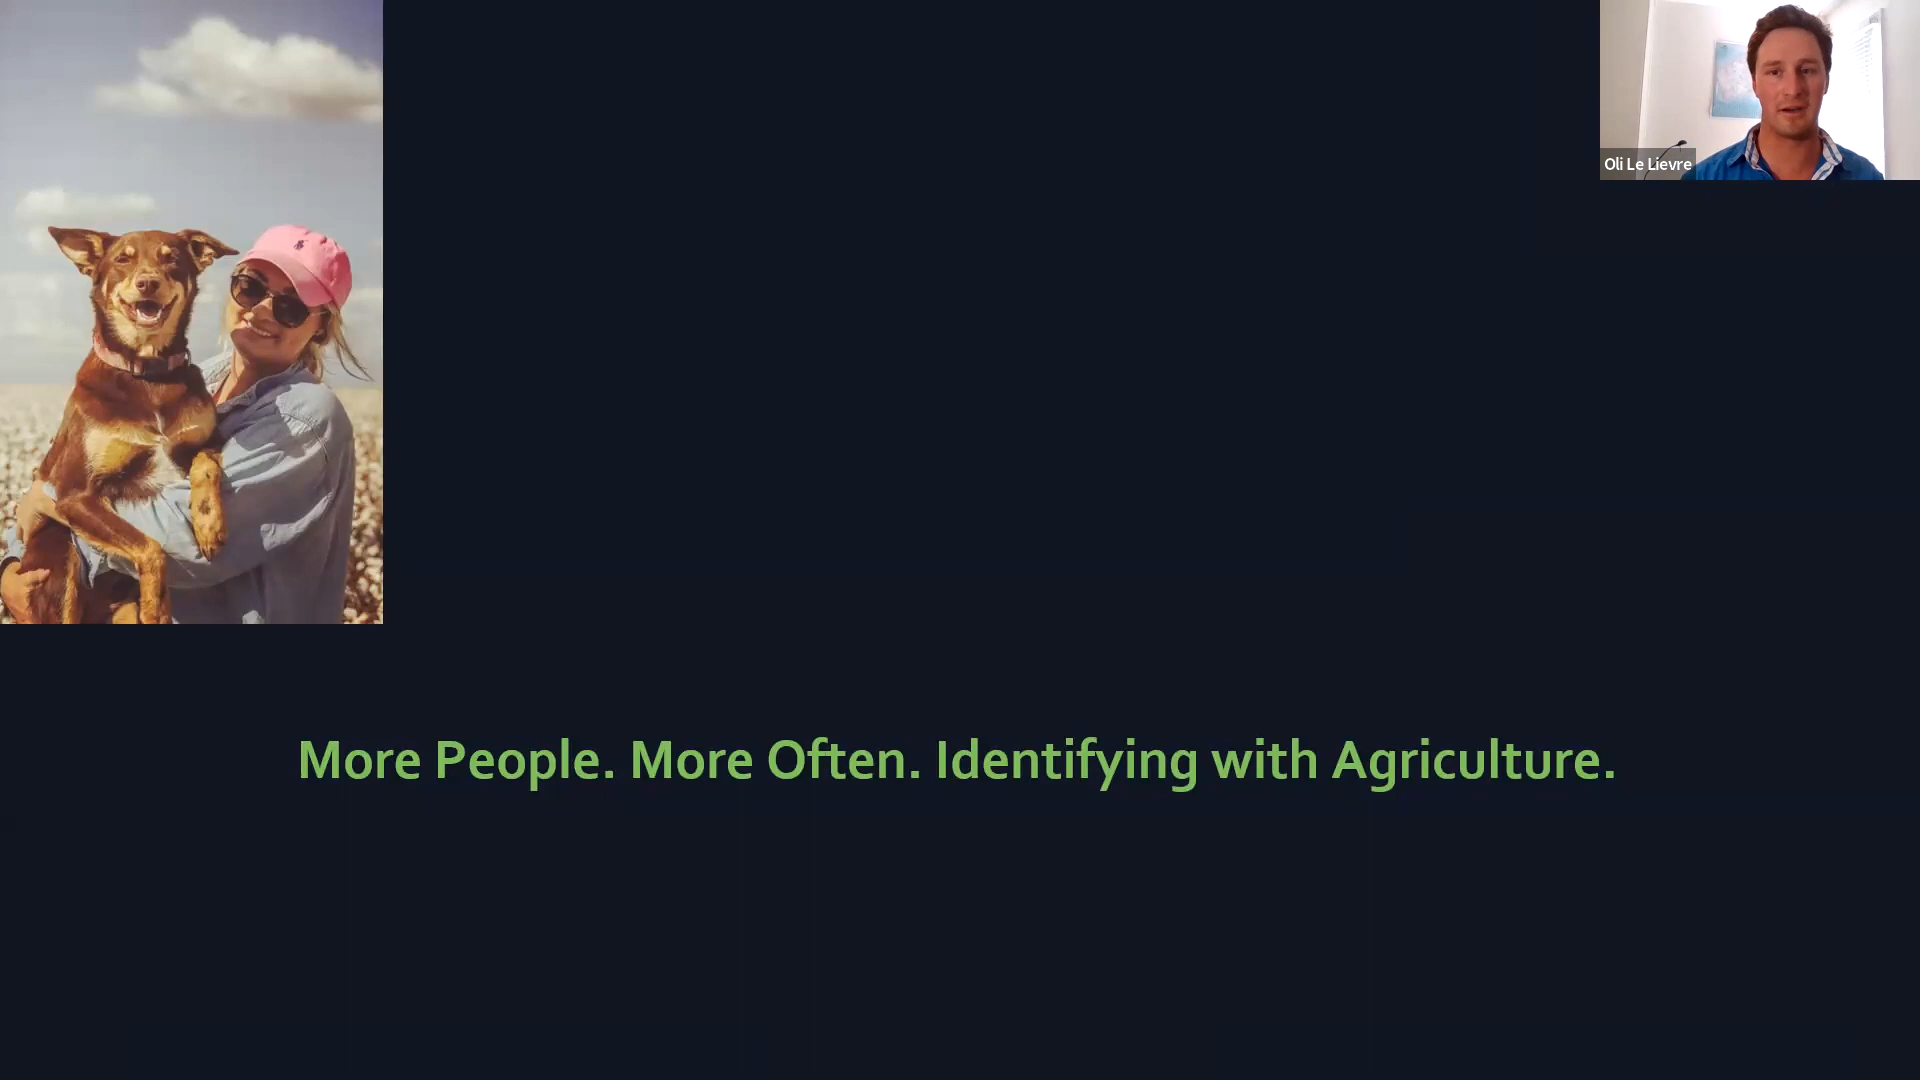 Oli Le Lievre
More People. More Often. Identifying with Agriculture.